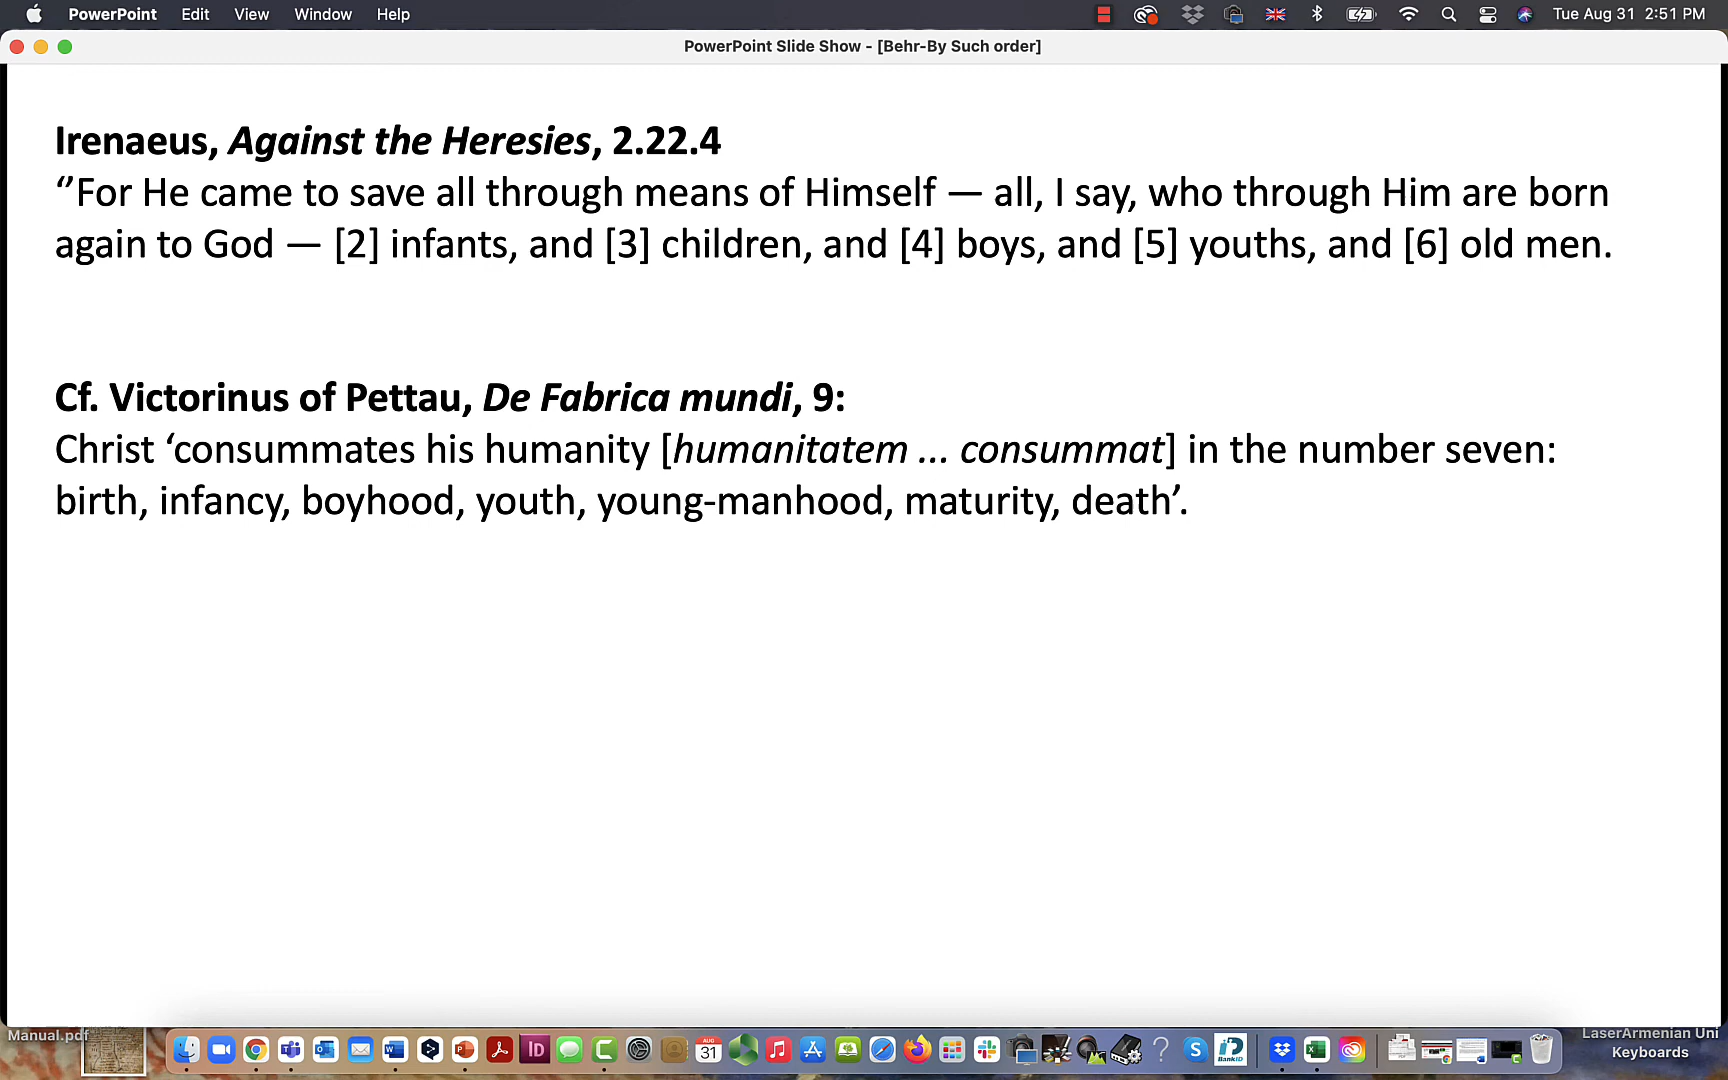 PowerPoint Edit View Window Help Tue Aug 31 2:51 PM
PowerPoint Slide Show - [Behr-By Such order]
Irenaeus, Against the Heresies, 2.22.4
‘’For He came to save all through means of Himself — all, I say, who through Him are born
again to God — [2] infants, and [3] children, and [4] boys, and [5] youths, and [6] old men.
Cf. Victorinus of Pettau, De Fabrica mundi, 9:
Christ ‘consummates his humanity [humanitatem ... consummat] in the number seven:
birth, infancy, boyhood, youth, young-manhood, maturity, death’.
Manual.pdf
LaserArmenian Uni
Keyboards
AUG
31
ID
BankID